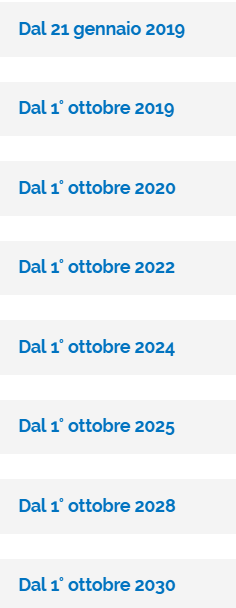 Dal 21 gennaio 2019
Dal 1° ottobre 2019
Dal 1° ottobre 2020
Dal 1° ottobre 2022
Dal 1° ottobre 2024
Dal 1° ottobre 2025
Dal 1° ottobre 2028
Dal 1° ottobre 2030